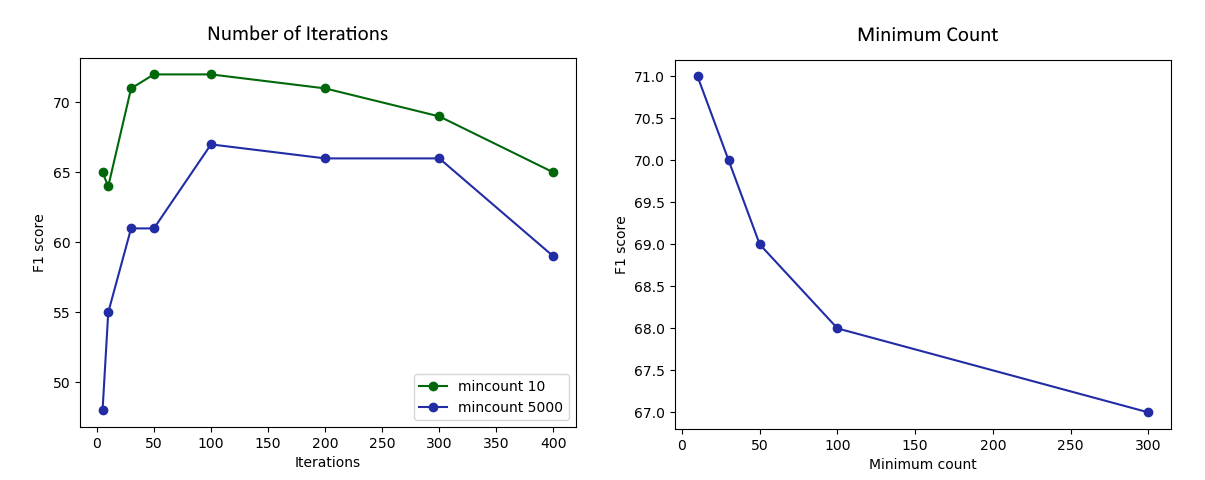 Number of Iterations
F1 score
70
65
60
55
50
mincount 10
mincount 5000
0 50 100 150 200 250 300 350 400
Iterations
Minimum Count
F1 score
71.0
70.5
70.0
69.5
69.0
68.5
68.0
67.5
67.0
0 50 100 150 200 250 300
Minimum count